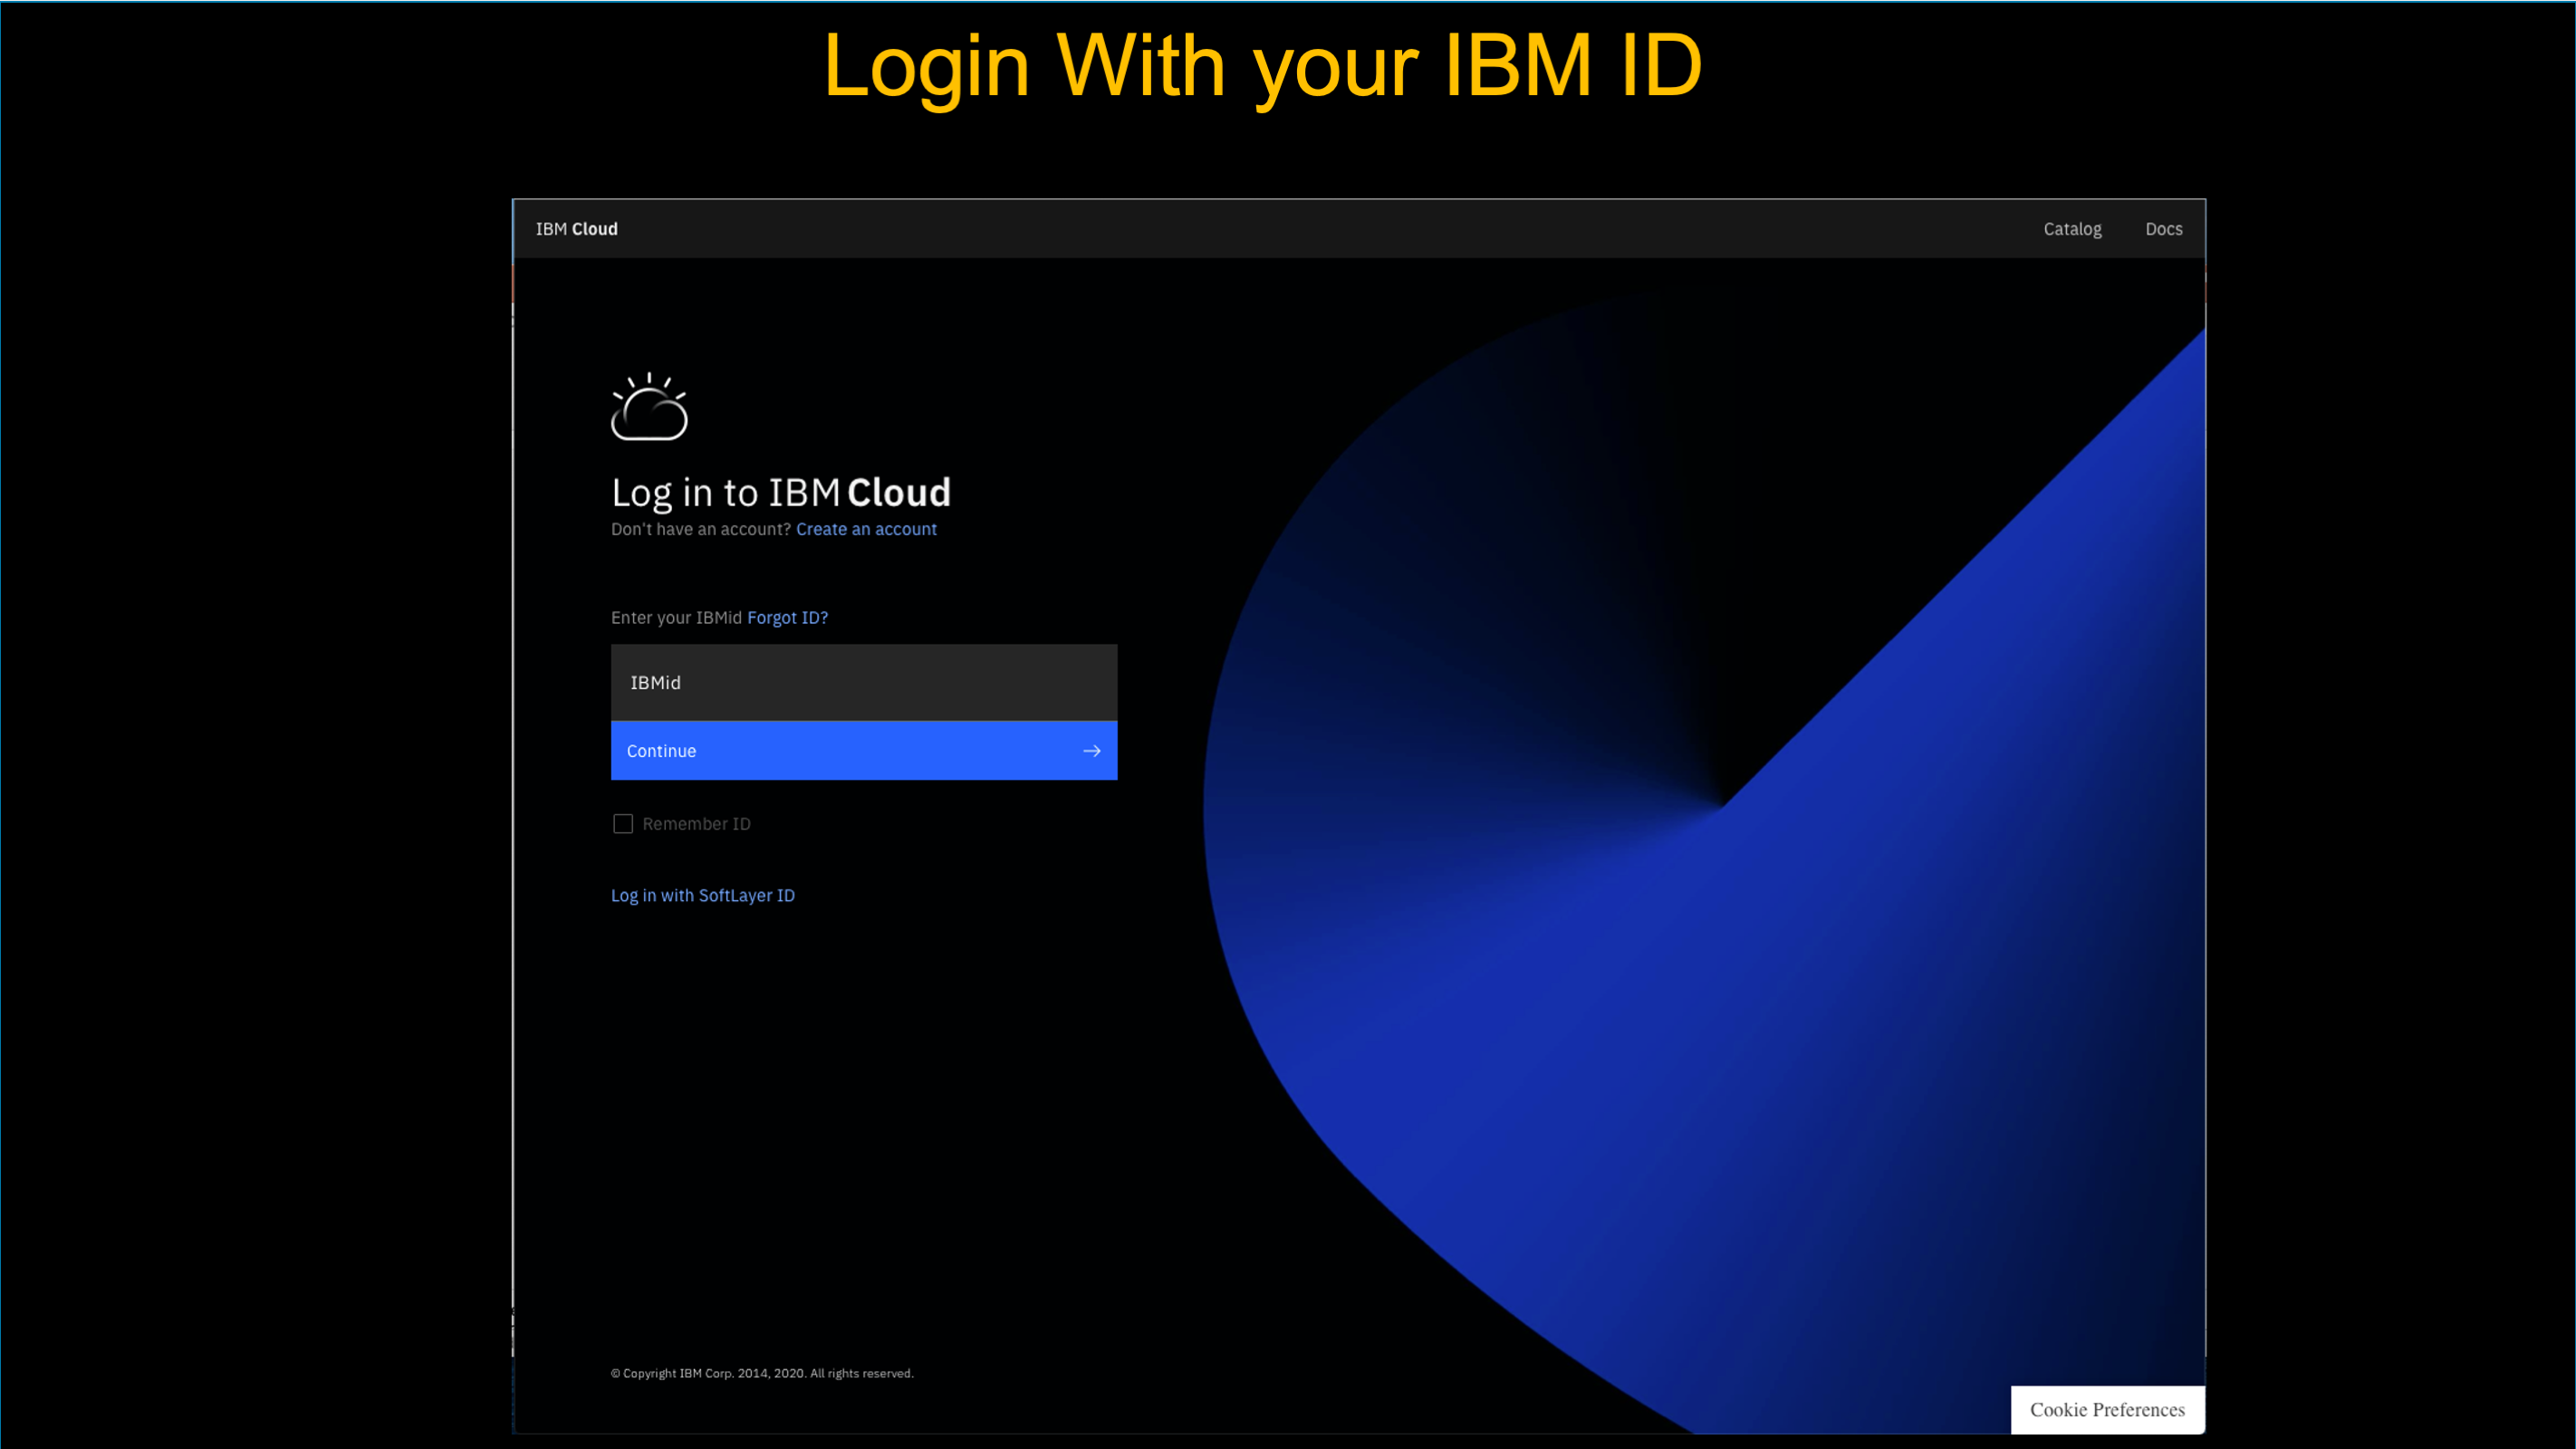 Login With your IBM ID
IBM Cloud
Catalog
Docs
Log in to IBM Cloud
Don't have an account? Create an account
Enter your IBMid Forgot ID?
IBMid
Continue
Remember ID
Log in with SoftLayer ID
© Copyright IBM Corp. 2014, 2020. All rights reserved.
Cookie Preferences